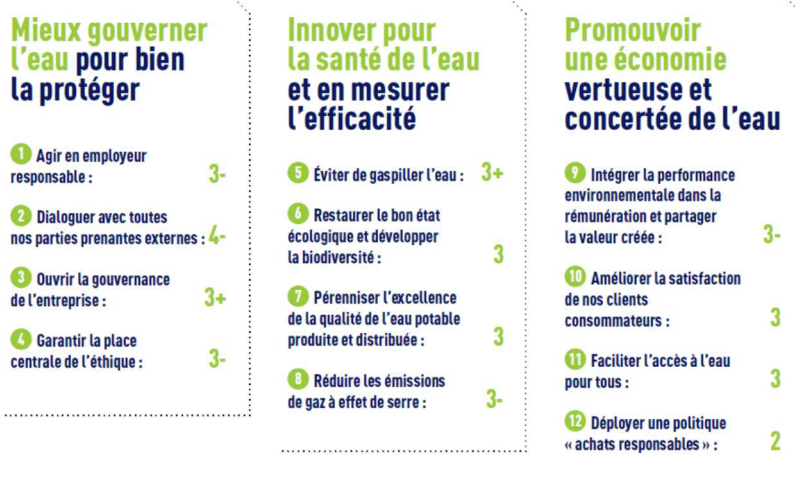 Mieux gouverner
l'eau pour bien
la protéger
1 Agir en employeur
responsable : 3-
2 Dialoguer avec toutes
nos parties prenantes externes : 4-
3 Ouvrir la gouvernance
de l'entreprise : 3+
4 Garantir la place
centrale de l'éthique : 3-
Innover pour
la santé de l'eau
et en mesurer
l'efficacité
5 Éviter de gaspiller l'eau : 3+
6 Restaurer le bon état
écologique et développer
la biodiversité : 3
7 Pérenniser l'excellence
de la qualité de l'eau potable
produite et distribuée : 3
8 Réduire les émissions
de gaz à effet de serre : 3-
Promouvoir
une économie
vertueuse et
concertée de l'eau
9 Intégrer la performance
environnementale dans la
rémunération et partager
la valeur créée : 3-
10 Améliorer la satisfaction
de nos clients
consommateurs : 3
11 Faciliter l'accès à l'eau
pour tous : 3
12 Déployer une politique
« achats responsables » : 2